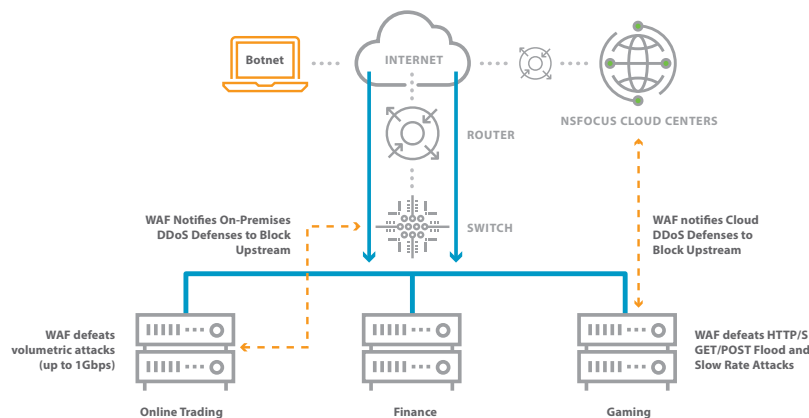 Botnet
INTERNET
NSFOCUS CLOUD CENTERS
ROUTER
WAF Notifies On-Premises
DDoS Defenses to Block
Upstream
SWITCH
WAF notifies Cloud
DDoS Defenses to
Block Upstream
WAF defeats
volumetric attacks
(up to 1Gbps)
WAF defeats HTTP/S
GET/POST Flood and
Slow Rate Attacks
Online Trading
Finance
Gaming